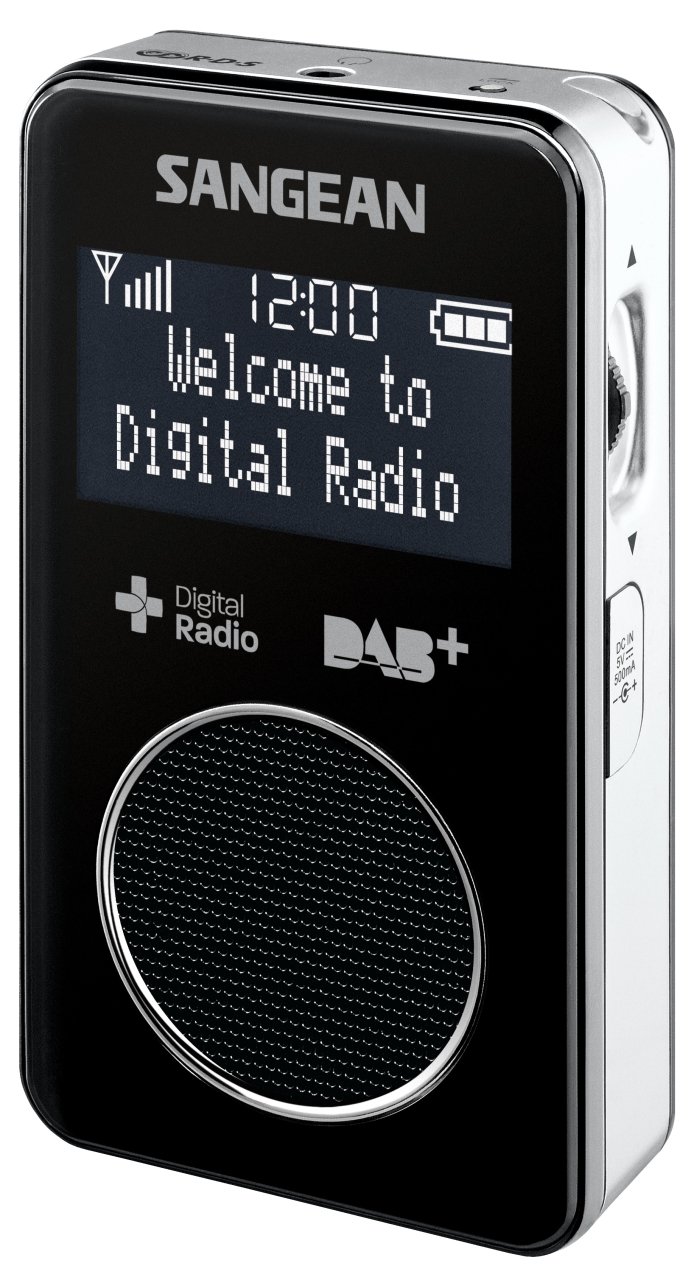 R·D·S
SANGEAN
12:00
Welcome to
Digital Radio
Digital
Radio
DAB+
DC IN
5V
500mA